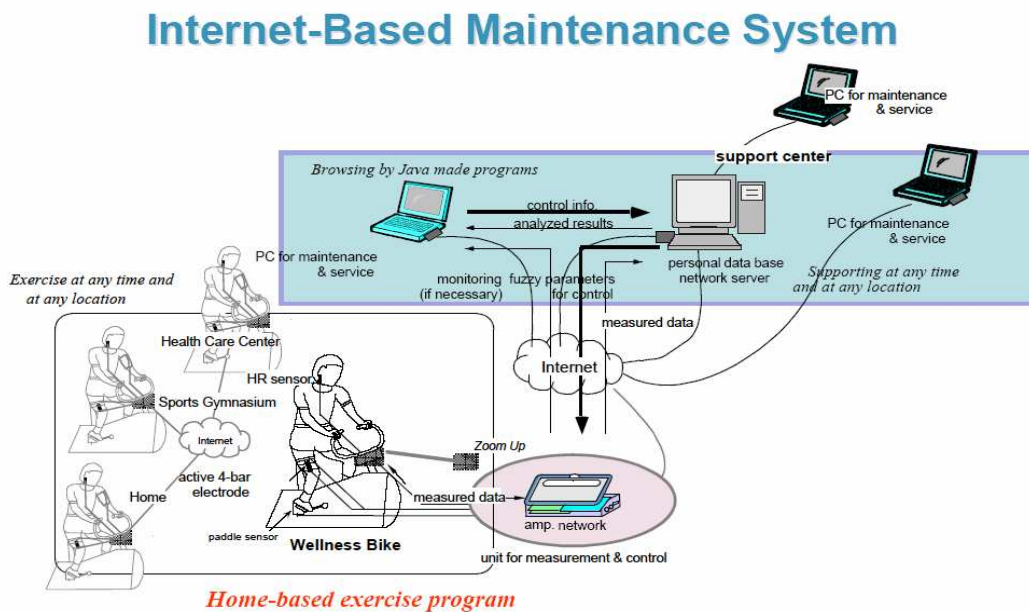 Internet-Based Maintenance System
PC for maintenance
& service
support center
Browsing by Java made programs
control info
analyzed results
PC for maintenance
& service
PC for maintenance
& service
personal data base
network server
Supporting at any time
and at any location
monitoring
(if necessary)
fuzzy parameters
for control
Exercise at any time and
at any location
measured data
Health Care Center
Internet
HR sensor
Sports Gymnasium
Internet
Zoom Up
active 4-bar
electrode
Home
measured data
amp. network
paddle sensor
Wellness Bike
unit for measurement & control
Home-based exercise program